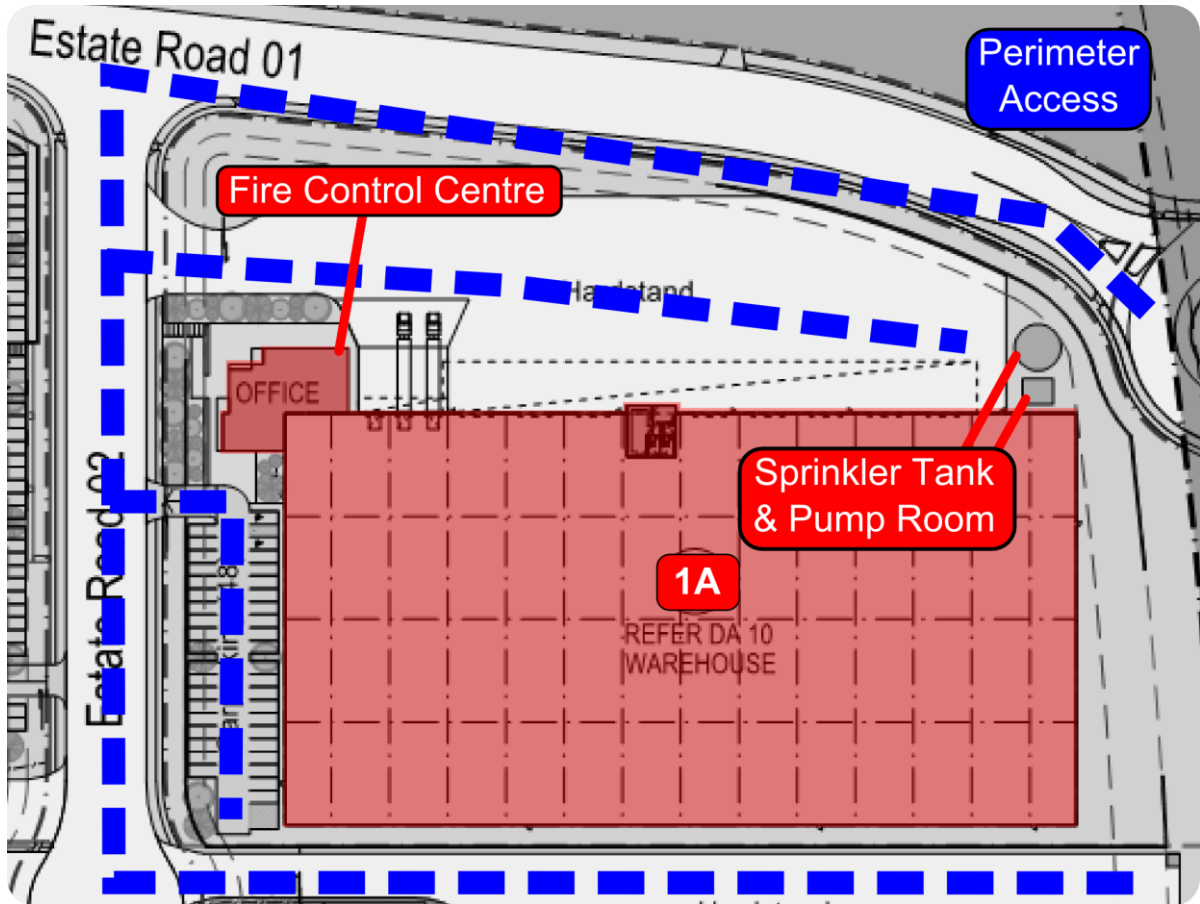 Estate Road 01
Perimeter
Access
Fire Control Centre
Hardstand
OFFICE
Sprinkler Tank
& Pump Room
1A
REFER DA 10
WAREHOUSE
Estate Road 02